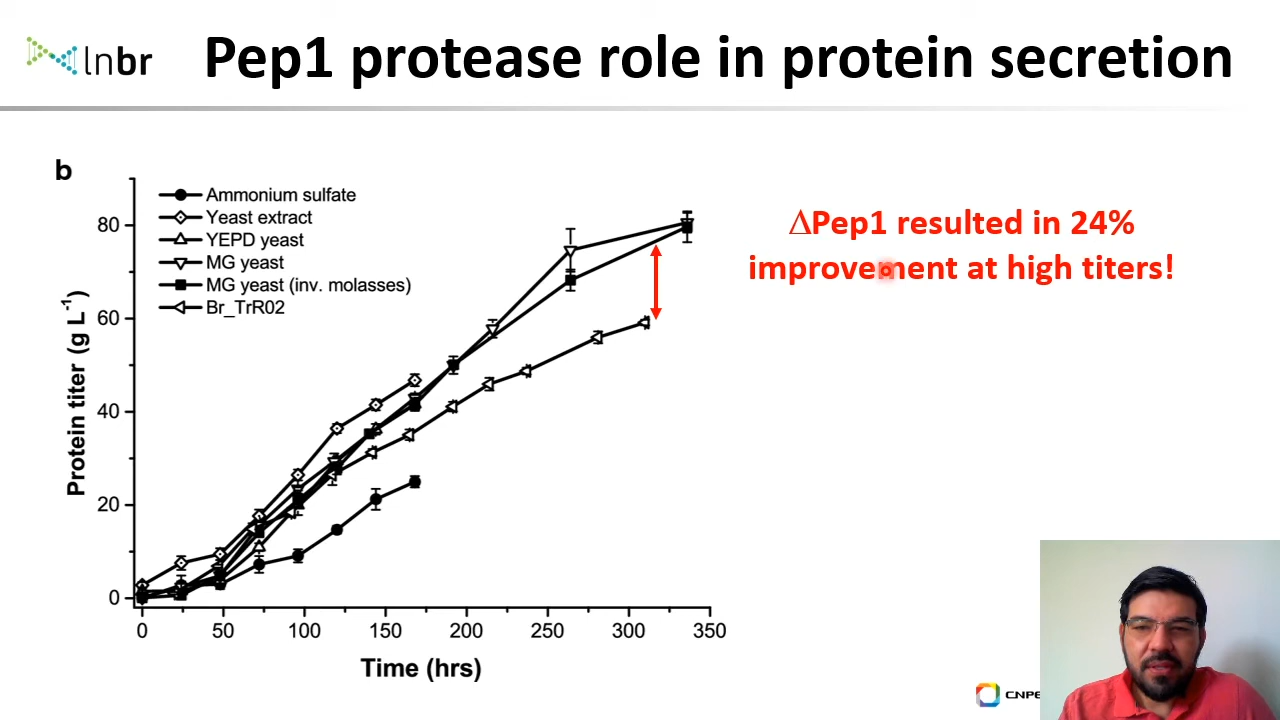 lnbr
Pep1 protease role in protein secretion
b
Ammonium sulfate
Yeast extract
YEPD yeast
MG yeast
MG yeast (inv. molasses)
Br_TrR02
80
60
40
20
0
Protein titer (g L⁻¹)
0 50 100 150 200 250 300 350
Time (hrs)
ΔPep1 resulted in 24%
improvement at high titers!
CNPE